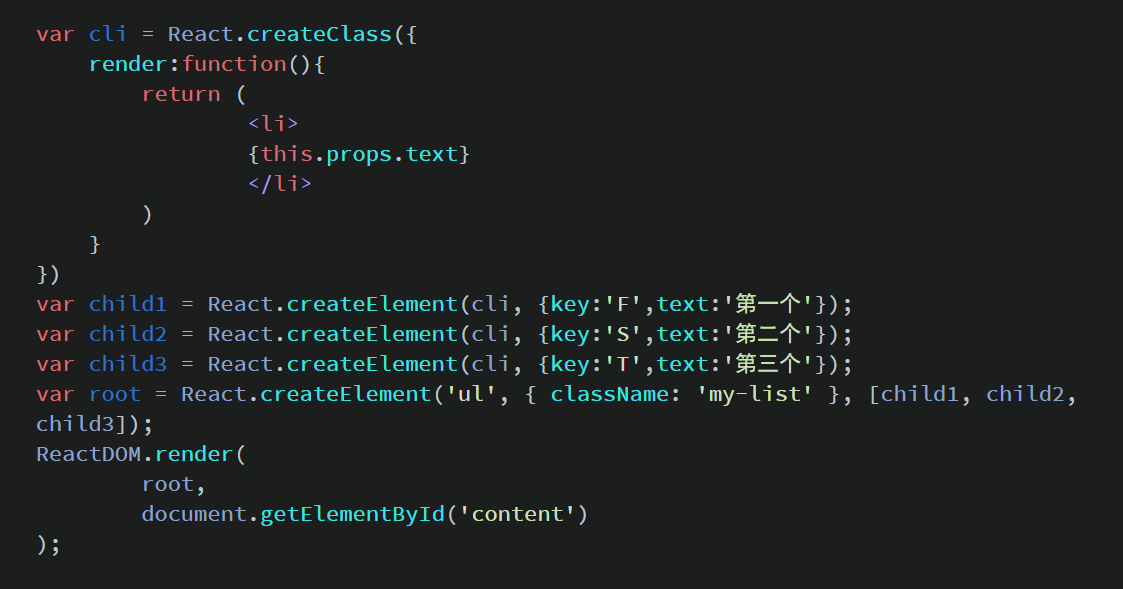 var cli = React.createClass({
    render:function(){
        return (
                <li>
                {this.props.text}
                </li>
        )
    }
})
var child1 = React.createElement(cli, {key:'F',text:'第一个'});
var child2 = React.createElement(cli, {key:'S',text:'第二个'});
var child3 = React.createElement(cli, {key:'T',text:'第三个'});
var root = React.createElement('ul', { className: 'my-list' }, [child1, child2,
child3]);
ReactDOM.render(
        root,
        document.getElementById('content')
);